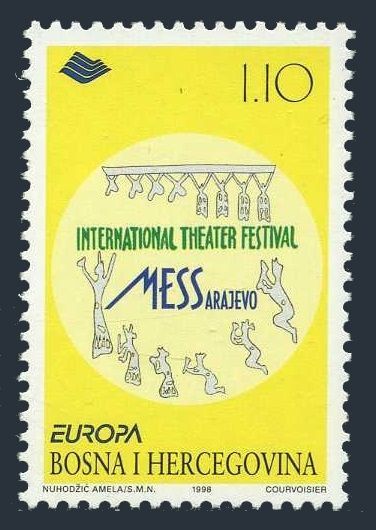 1.10
INTERNATIONAL THEATER FESTIVAL
MESSARAJEVO
EUROPA
BOSNA I HERCEGOVINA
NUHODŽIĆ AMELA/S.M.N. 1998 COURVOISIER